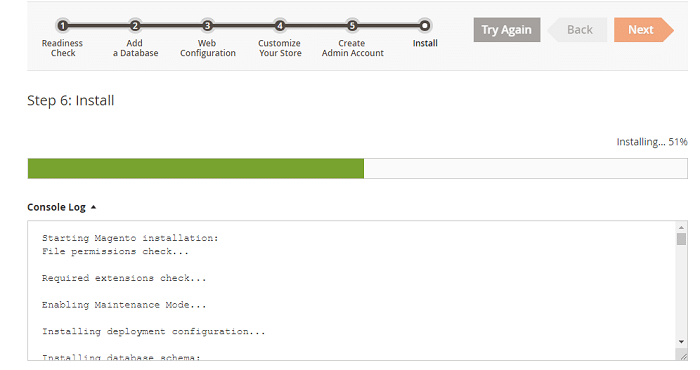 1 2 3 4 5
Readiness Check
Add a Database
Web Configuration
Customize Your Store
Create Admin Account
Install
Try Again
Back
Next
Step 6: Install
Installing... 51%
Console Log
Starting Magento installation:
File permissions check...
Required extensions check...
Enabling Maintenance Mode...
Installing deployment configuration...
Installing database schema: